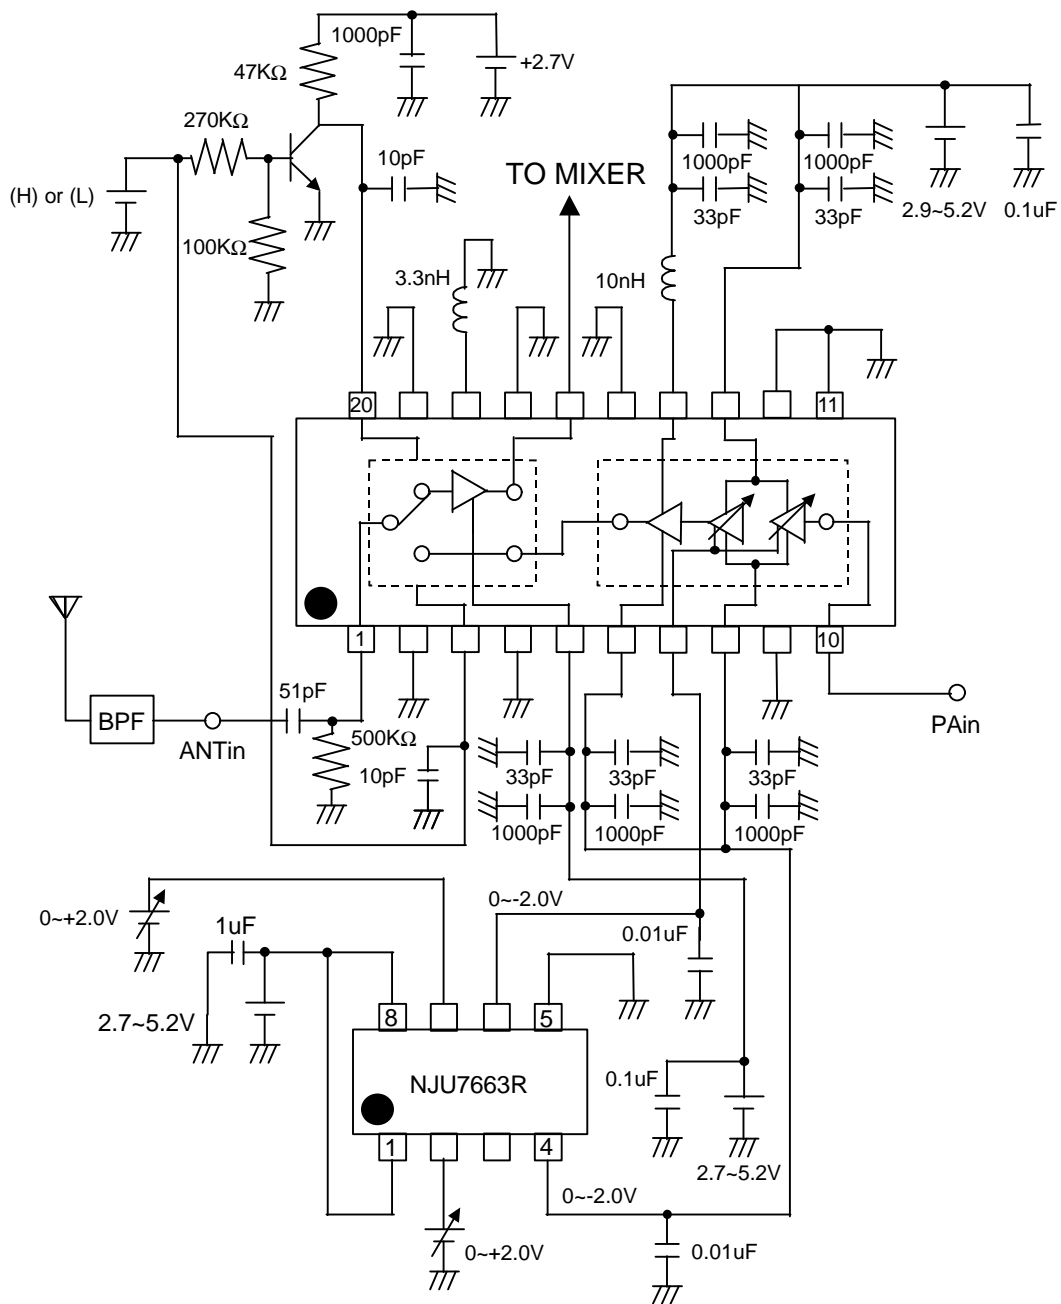 1000pF
+2.7V
47KΩ
270KΩ
10pF
(H) or (L)
100KΩ
TO MIXER
1000pF
1000pF
33pF
33pF
2.9~5.2V
0.1uF
3.3nH
10nH
20
11
1
10
BPF
ANTin
51pF
500KΩ
10pF
PAin
33pF
33pF
33pF
1000pF
1000pF
1000pF
0~+2.0V
1uF
0~-2.0V
0.01uF
2.7~5.2V
8
5
NJU7663R
0.1uF
1
4
2.7~5.2V
0~-2.0V
0~+2.0V
0.01uF